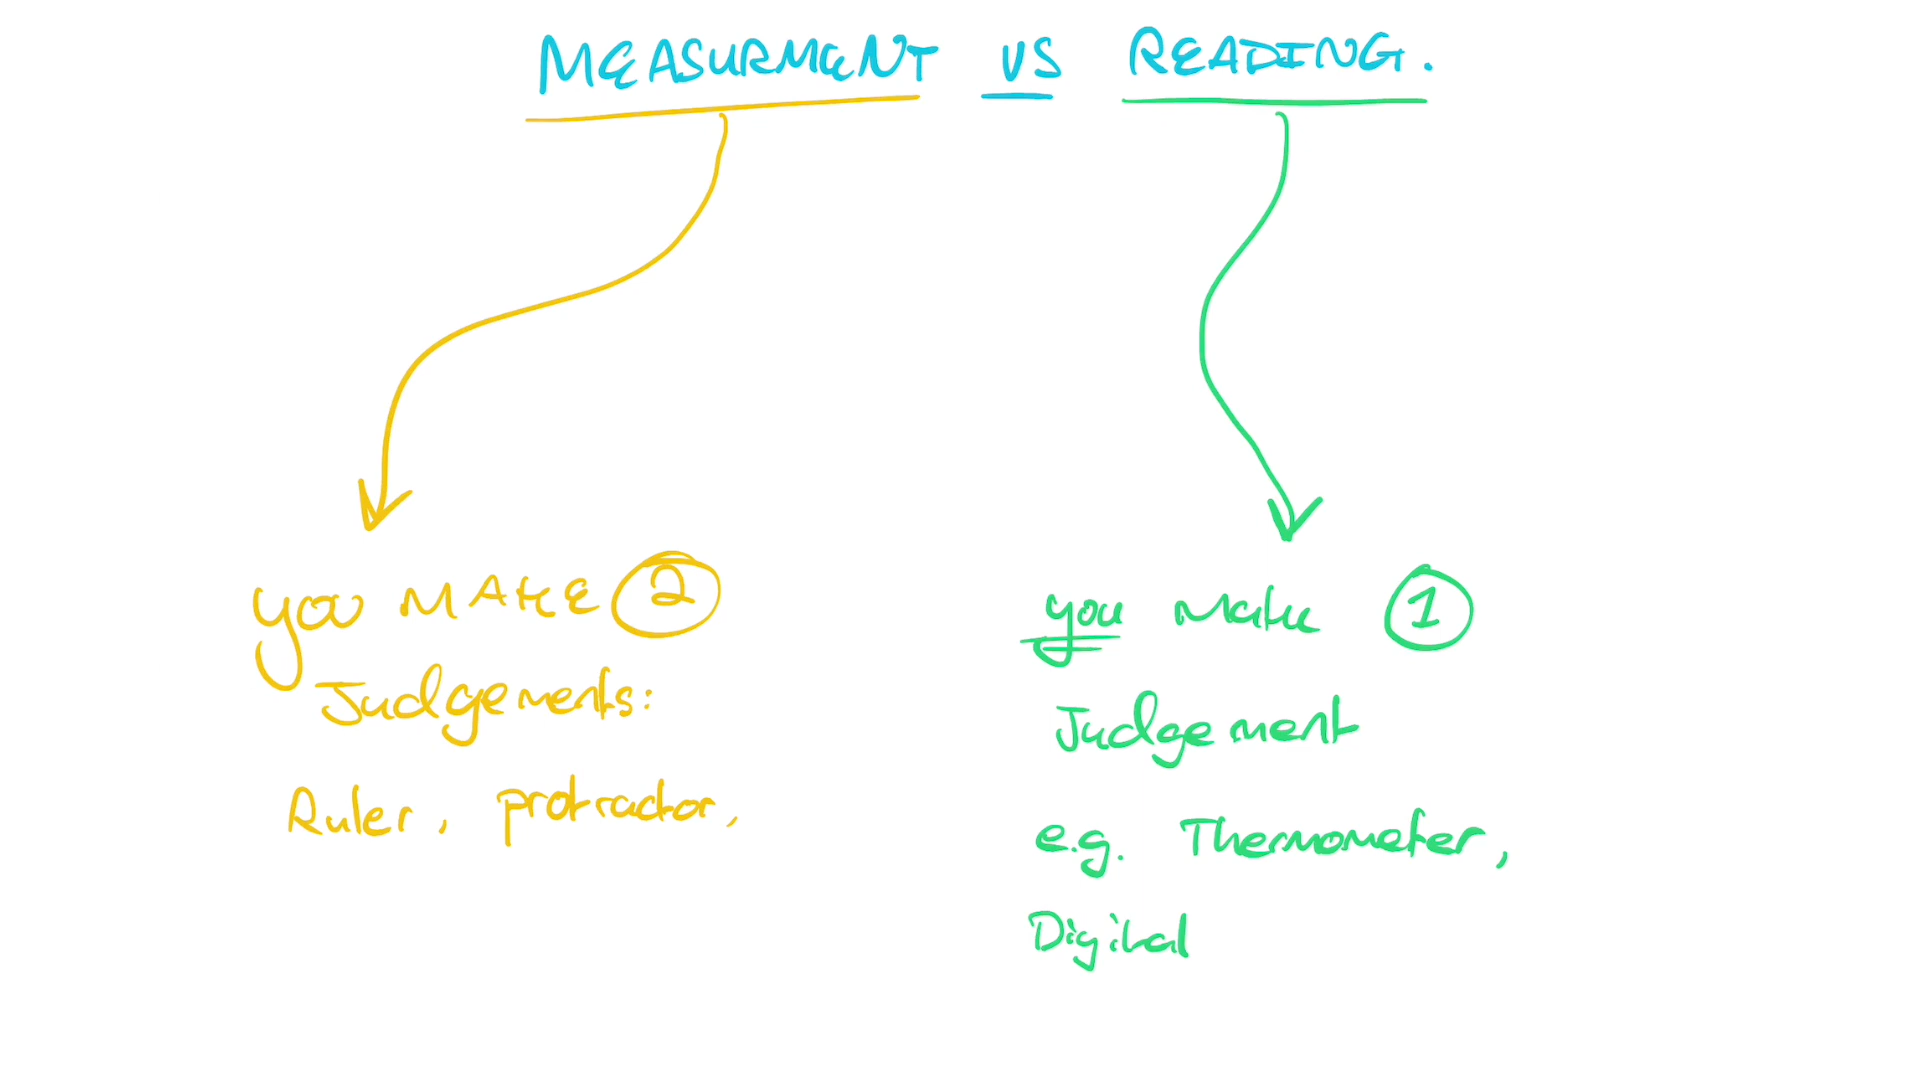 MEASURMENT VS READING.
you MAKE 2
Judgements:
Ruler, protractor,
you Make 1
Judgement
e.g. Thermometer,
Digital